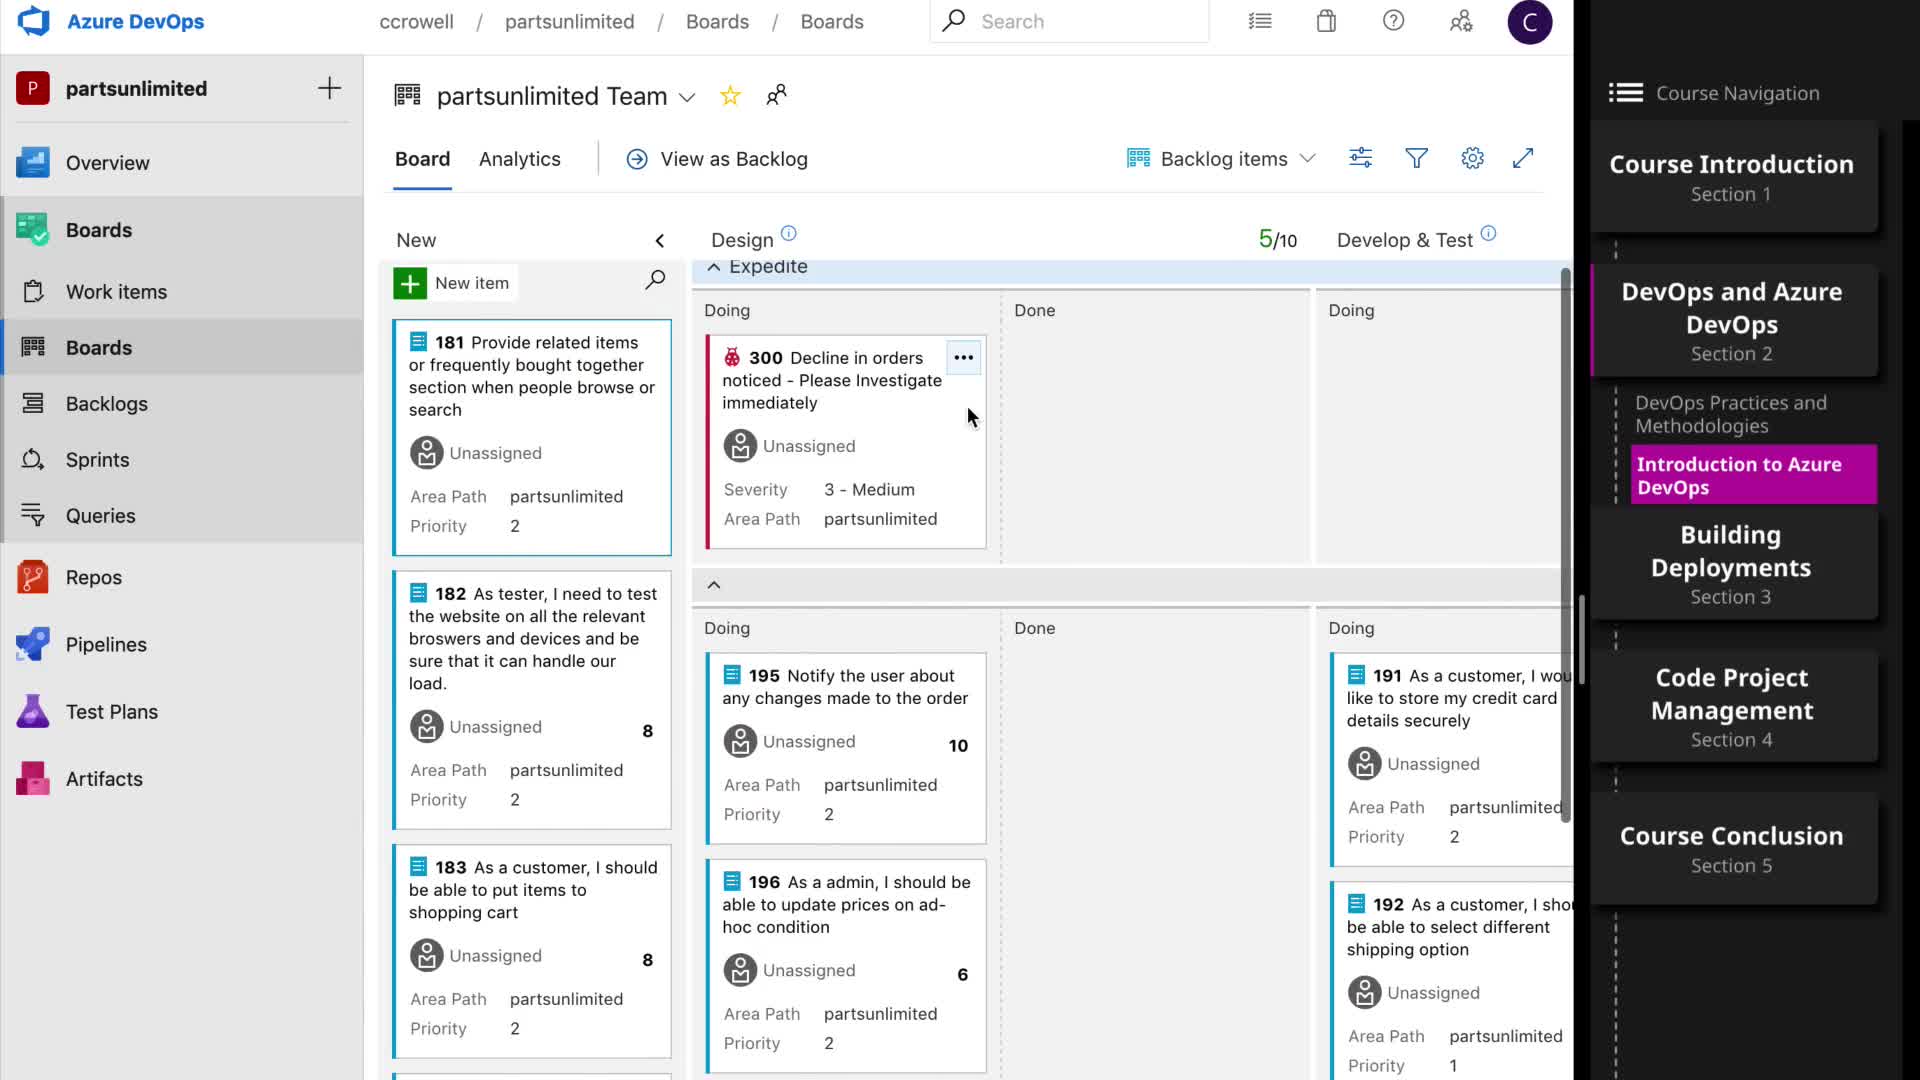 Azure DevOps
ccrowell / partsunlimited / Boards / Boards
Search
C
P partsunlimited
Overview
Boards
Work items
Boards
Backlogs
Sprints
Queries
Repos
Pipelines
Test Plans
Artifacts
partsunlimited Team
Board Analytics View as Backlog
Backlog items
New
Design
5/10
Develop & Test
New item
181 Provide related items
or frequently bought together
section when people browse or
search
Unassigned
Area Path partsunlimited
Priority 2
182 As tester, I need to test
the website on all the relevant
broswers and devices and be
sure that it can handle our
load.
Unassigned 8
Area Path partsunlimited
Priority 2
183 As a customer, I should
be able to put items to
shopping cart
Unassigned 8
Area Path partsunlimited
Priority 2
Expedite
Doing
Done
Doing
300 Decline in orders
noticed - Please Investigate
immediately
Unassigned
Severity 3 - Medium
Area Path partsunlimited
Doing
Done
Doing
195 Notify the user about
any changes made to the order
Unassigned 10
Area Path partsunlimited
Priority 2
196 As a admin, I should be
able to update prices on ad-
hoc condition
Unassigned 6
Area Path partsunlimited
Priority 2
191 As a customer, I wou
like to store my credit card
details securely
Unassigned
Area Path partsunlimited
Priority 2
192 As a customer, I shou
be able to select different
shipping option
Unassigned
Area Path partsunlimited
Priority 1
Course Navigation
Course Introduction
Section 1
DevOps and Azure
DevOps
Section 2
DevOps Practices and
Methodologies
Introduction to Azure
DevOps
Building
Deployments
Section 3
Code Project
Management
Section 4
Course Conclusion
Section 5